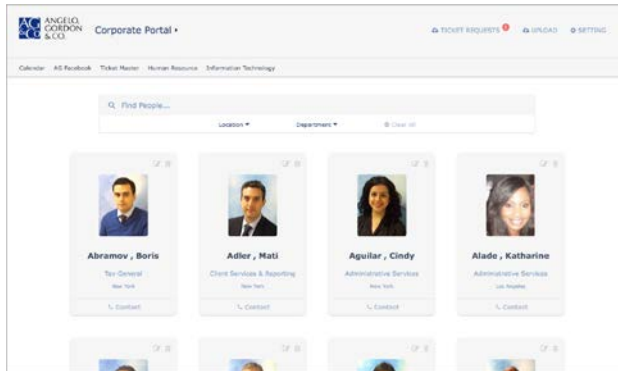 ANGELO,
GORDON
& CO.
AG
&CO
Corporate Portal
TICKET REQUESTS
UPLOAD
SETTING
Calendar AG Facebook Ticket Master Human Resource Information Technology
Find People...
Location Department Clear all
Abramov , Boris
Tax General
New York
Contact
Adler , Mati
Client Services & Reporting
New York
Contact
Aguilar , Cindy
Administrative Services
New York
Contact
Alade , Katharine
Administrative Services
Los Angeles
Contact